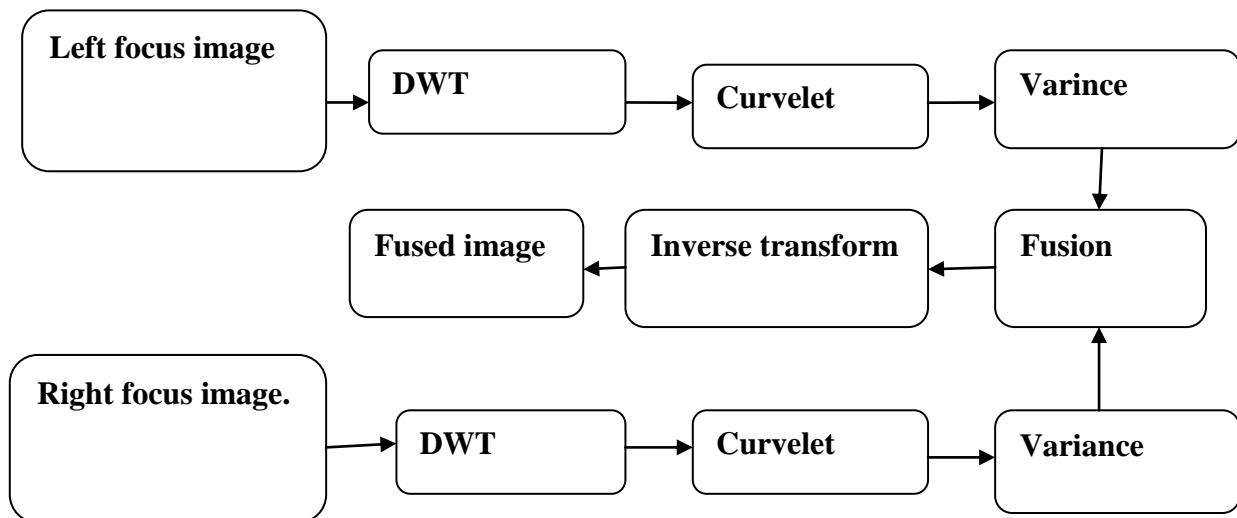 Left focus image
DWT
Curvelet
Varince
Fused image
Inverse transform
Fusion
Right focus image.
DWT
Curvelet
Variance